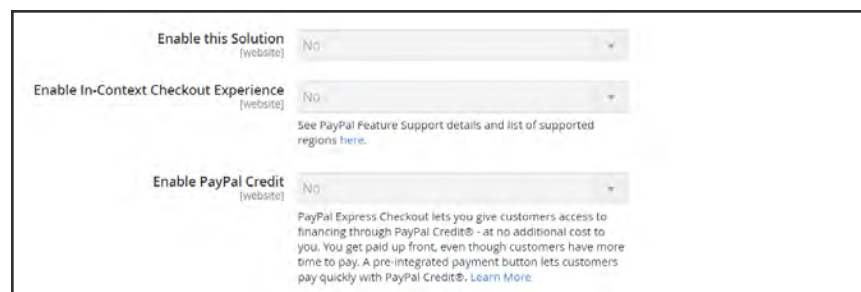 Enable this Solution
[website]
No
Enable In-Context Checkout Experience
[website]
No
See PayPal Feature Support details and list of supported
regions here.
Enable PayPal Credit
[website]
No
PayPal Express Checkout lets you give customers access to
financing through PayPal Credit® - at no additional cost to
you. You get paid up front, even though customers have more
time to pay. A pre-integrated payment button lets customers
pay quickly with PayPal Credit®. Learn More